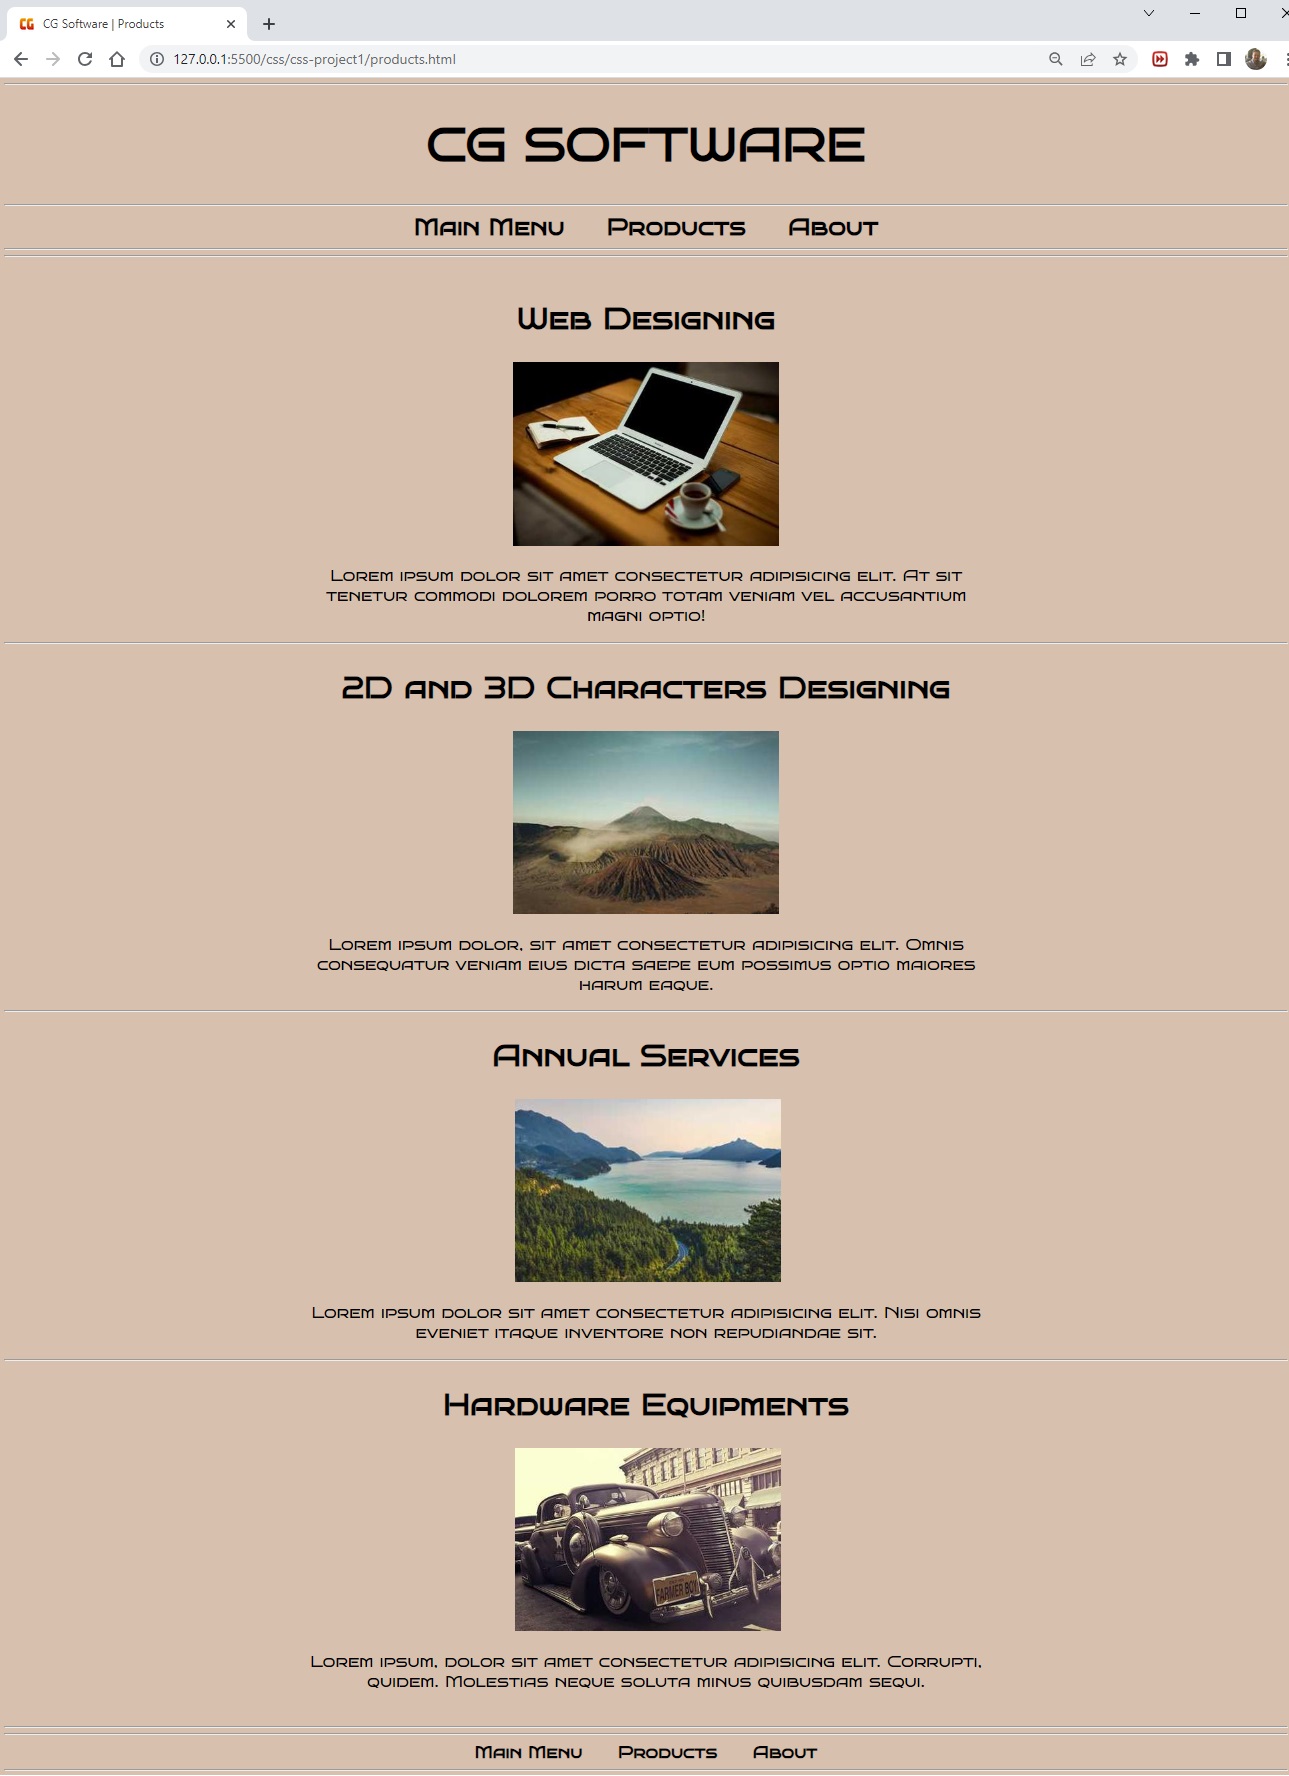 CG Software | Products
127.0.0.1:5500/css/css-project1/products.html
CG SOFTWARE
Main Menu Products About
Web Designing
Lorem ipsum dolor sit amet consectetur adipisicing elit. At sit
tenetur commodi dolorem porro totam veniam vel accusantium
magni optio!
2D and 3D Characters Designing
Lorem ipsum dolor, sit amet consectetur adipisicing elit. Omnis
consequatur veniam eius dicta saepe eum possimus optio maiores
harum eaque.
Annual Services
Lorem ipsum dolor sit amet consectetur adipisicing elit. Nisi omnis
eveniet itaque inventore non repudiandae sit.
Hardware Equipments
FARMER BOY
Lorem ipsum, dolor sit amet consectetur adipisicing elit. Corrupti,
quidem. Molestias neque soluta minus quibusdam sequi.
Main Menu Products About